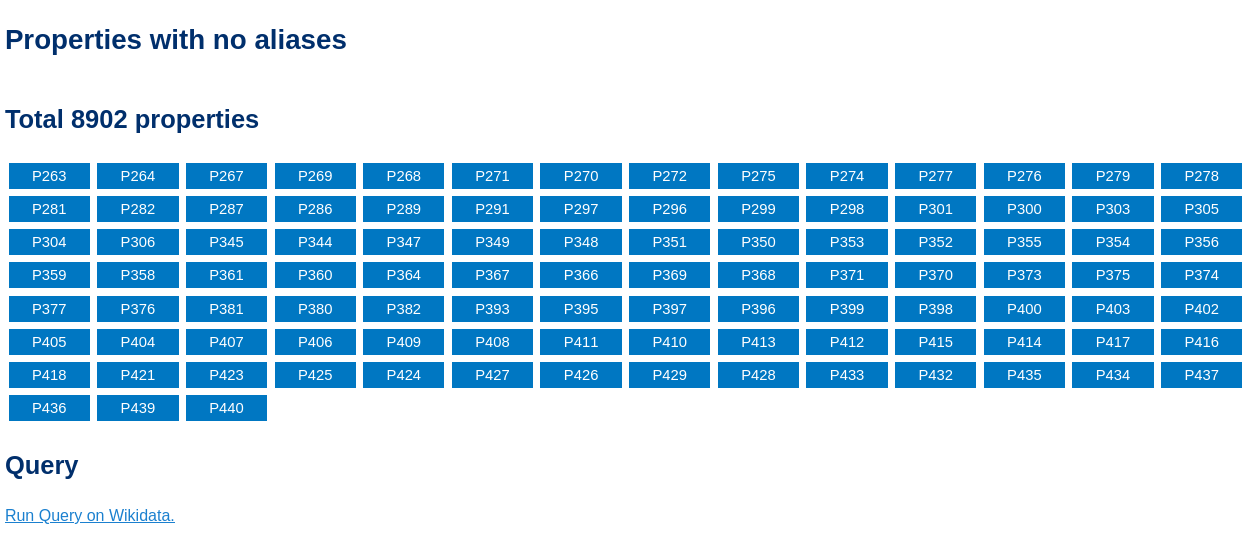 Properties with no aliases
Total 8902 properties
P263 P264 P267 P269 P268 P271 P270 P272 P275 P274 P277 P276 P279 P278
P281 P282 P287 P286 P289 P291 P297 P296 P299 P298 P301 P300 P303 P305
P304 P306 P345 P344 P347 P349 P348 P351 P350 P353 P352 P355 P354 P356
P359 P358 P361 P360 P364 P367 P366 P369 P368 P371 P370 P373 P375 P374
P377 P376 P381 P380 P382 P393 P395 P397 P396 P399 P398 P400 P403 P402
P405 P404 P407 P406 P409 P408 P411 P410 P413 P412 P415 P414 P417 P416
P418 P421 P423 P425 P424 P427 P426 P429 P428 P433 P432 P435 P434 P437
P436 P439 P440
Query
Run Query on Wikidata.